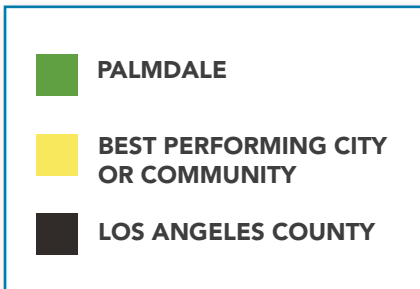 PALMDALE
BEST PERFORMING CITY
OR COMMUNITY
LOS ANGELES COUNTY